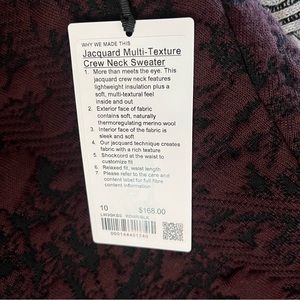 WHY WE MADE THIS
Jacquard Multi-Texture
Crew Neck Sweater
1. More than meets the eye. This
jacquard crew neck features
lightweight insulation plus a
soft, multi-textural feel
inside and out
2. Exterior face of fabric
contains soft, naturally
thermoregulating merino wool
3. Interior face of the fabric is
sleek and soft
4. Our jacquard technique creates
fabric with a rich texture
5. Shockcord at the waist to
customize fit
6. Relaxed fit, waist length
7. Please refer to the care and
content label for full fibre
content information
10
$168.00